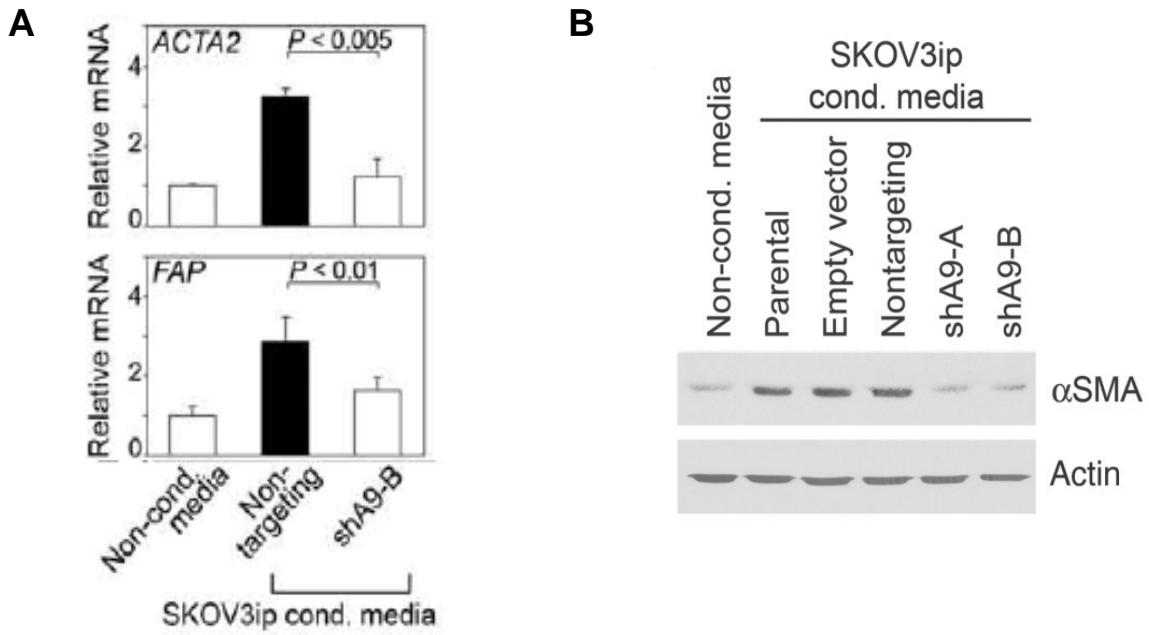 A
ACTA2
P < 0.005
Relative mRNA
4
2
0
FAP
P < 0.01
Relative mRNA
4
2
0
Non-cond.
media
Non-
targeting
shA9-B
SKOV3ip cond. media
B
SKOV3ip
cond. media
Non-cond. media
Parental
Empty vector
Nontargeting
shA9-A
shA9-B
αSMA
Actin